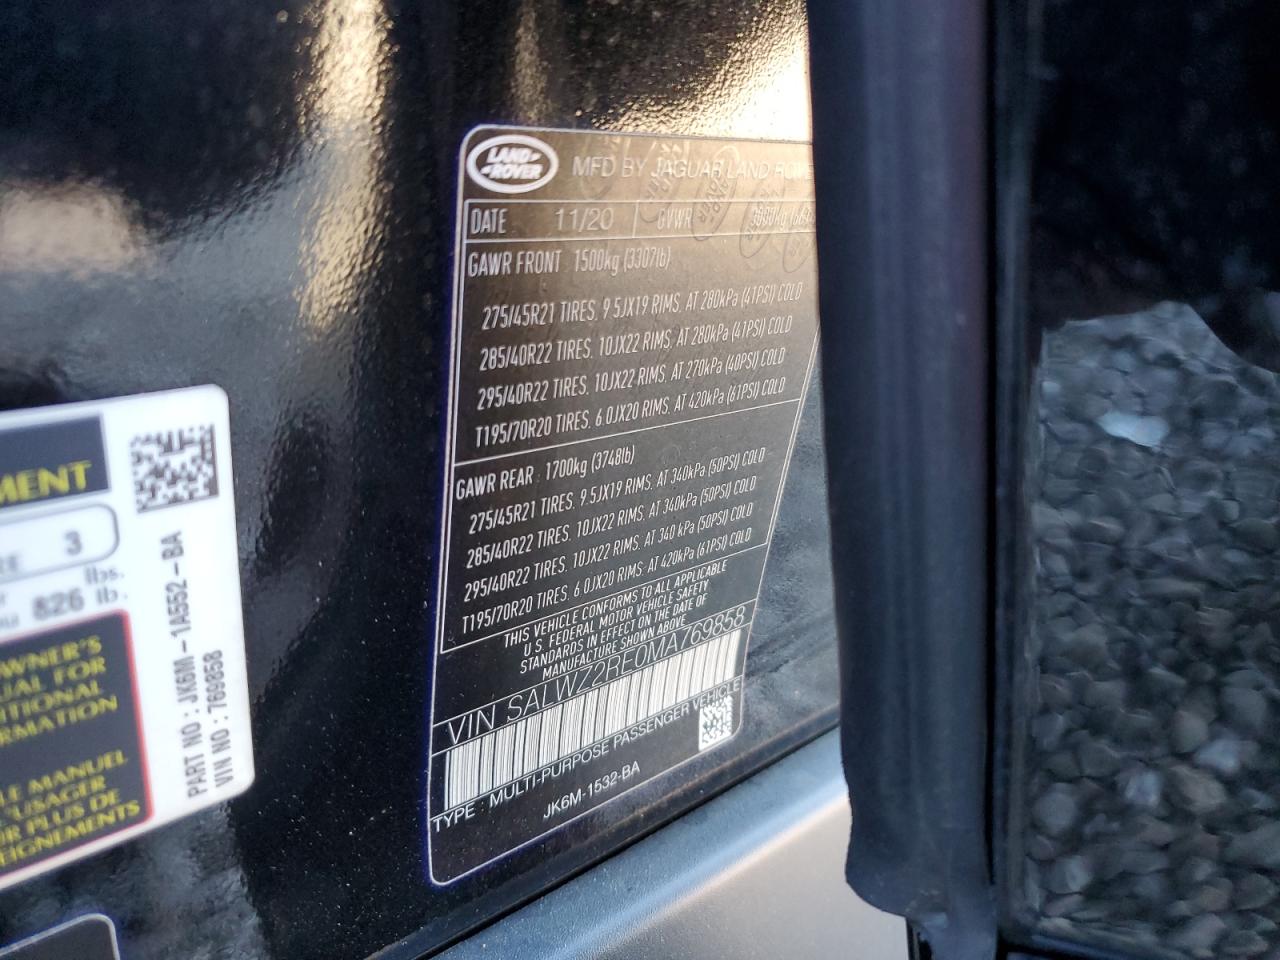 LAND ROVER
MFD BY JAGUAR LAND
DATE 11/20 GVWR
GAWR FRONT 1500kg (3307lb)
275/45R21 TIRES, 9.5JX19 RIMS, AT 280kPa (41PSI) COLD
285/40R22 TIRES, 10JX22 RIMS, AT 280kPa (41PSI) COLD
295/40R22 TIRES, 10JX22 RIMS, AT 270kPa (40PSI) COLD
T195/70R20 TIRES, 6.0JX20 RIMS, AT 420kPa (61PSI) COLD
GAWR REAR 1700kg (3748lb)
275/45R21 TIRES, 9.5JX19 RIMS, AT 340kPa (50PSI) COLD
285/40R22 TIRES, 10JX22 RIMS, AT 340kPa (50PSI) COLD
295/40R22 TIRES, 10JX22 RIMS, AT 340 kPa (50PSI) COLD
T195/70R20 TIRES, 6.0JX20 RIMS, AT 420kPa (61PSI) COLD
THIS VEHICLE CONFORMS TO ALL APPLICABLE
U.S. FEDERAL MOTOR VEHICLE SAFETY
STANDARDS IN EFFECT ON THE DATE OF
MANUFACTURE SHOWN ABOVE
VIN SALWZ2RE0MA769858
TYPE : MULTI-PURPOSE PASSENGER VEHICLE
JK6M-1532-BA
MENT
RE 3
lbs.
826 lb.
OWNER'S
UAL FOR
ITIONAL
ORMATION
LE MANUEL
'USAGER
R PLUS DE
EIGNEMENTS
PART NO : JK6M-1A552-BA
VIN NO : 769858